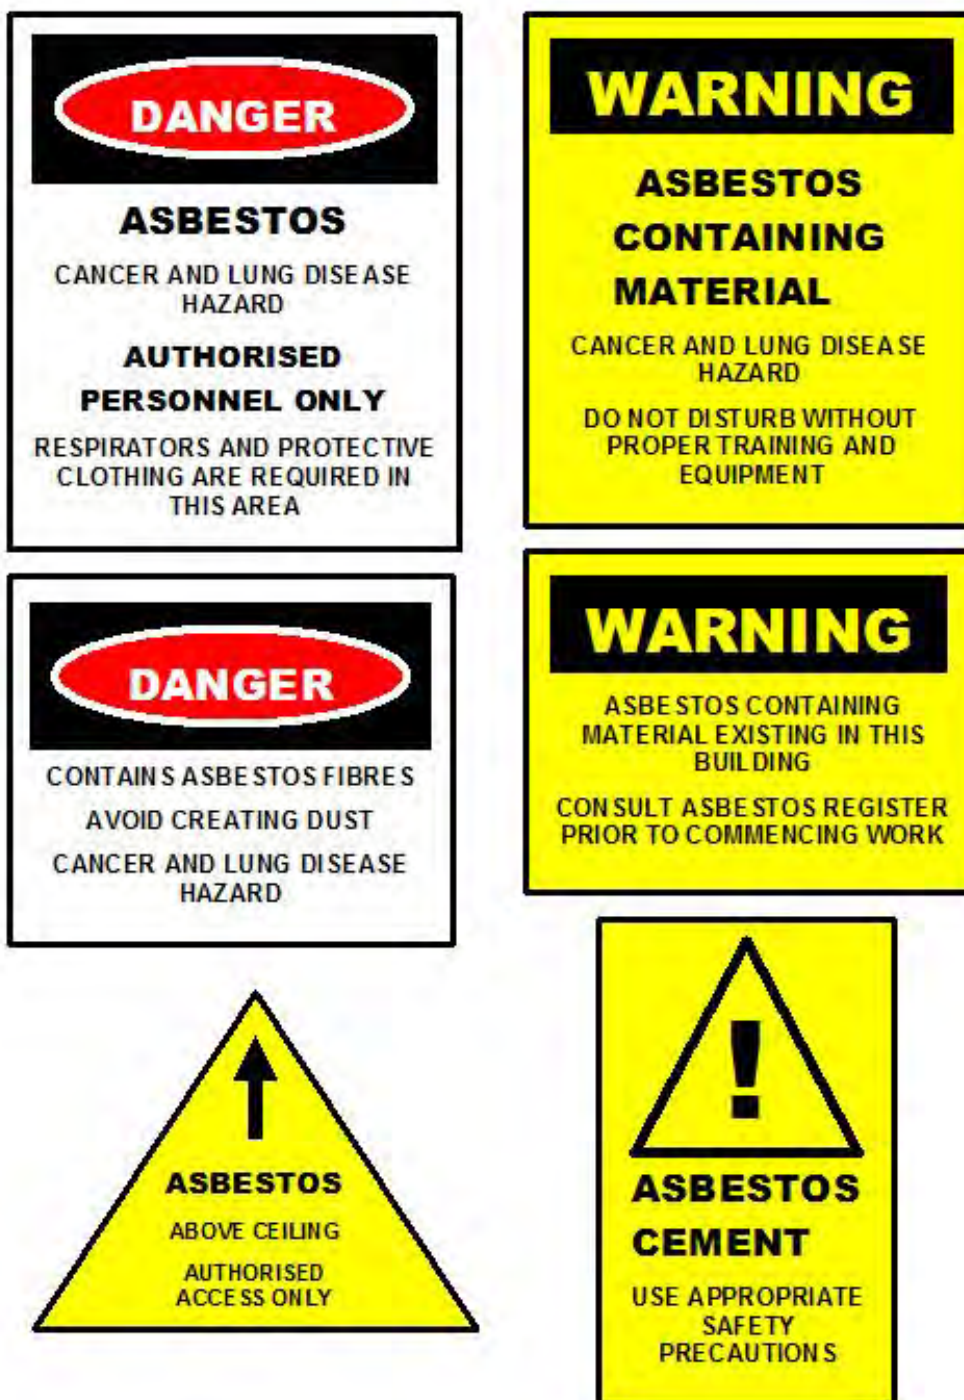 DANGER
ASBESTOS
CANCER AND LUNG DISEASE
HAZARD
AUTHORISED
PERSONNEL ONLY
RESPIRATORS AND PROTECTIVE
CLOTHING ARE REQUIRED IN
THIS AREA
WARNING
ASBESTOS
CONTAINING
MATERIAL
CANCER AND LUNG DISEASE
HAZARD
DO NOT DISTURB WITHOUT
PROPER TRAINING AND
EQUIPMENT
DANGER
CONTAINS ASBESTOS FIBRES
AVOID CREATING DUST
CANCER AND LUNG DISEASE
HAZARD
WARNING
ASBESTOS CONTAINING
MATERIAL EXISTING IN THIS
BUILDING
CONSULT ASBESTOS REGISTER
PRIOR TO COMMENCING WORK
ASBESTOS
ABOVE CEILING
AUTHORISED
ACCESS ONLY
!
ASBESTOS
CEMENT
USE APPROPRIATE
SAFETY
PRECAUTIONS